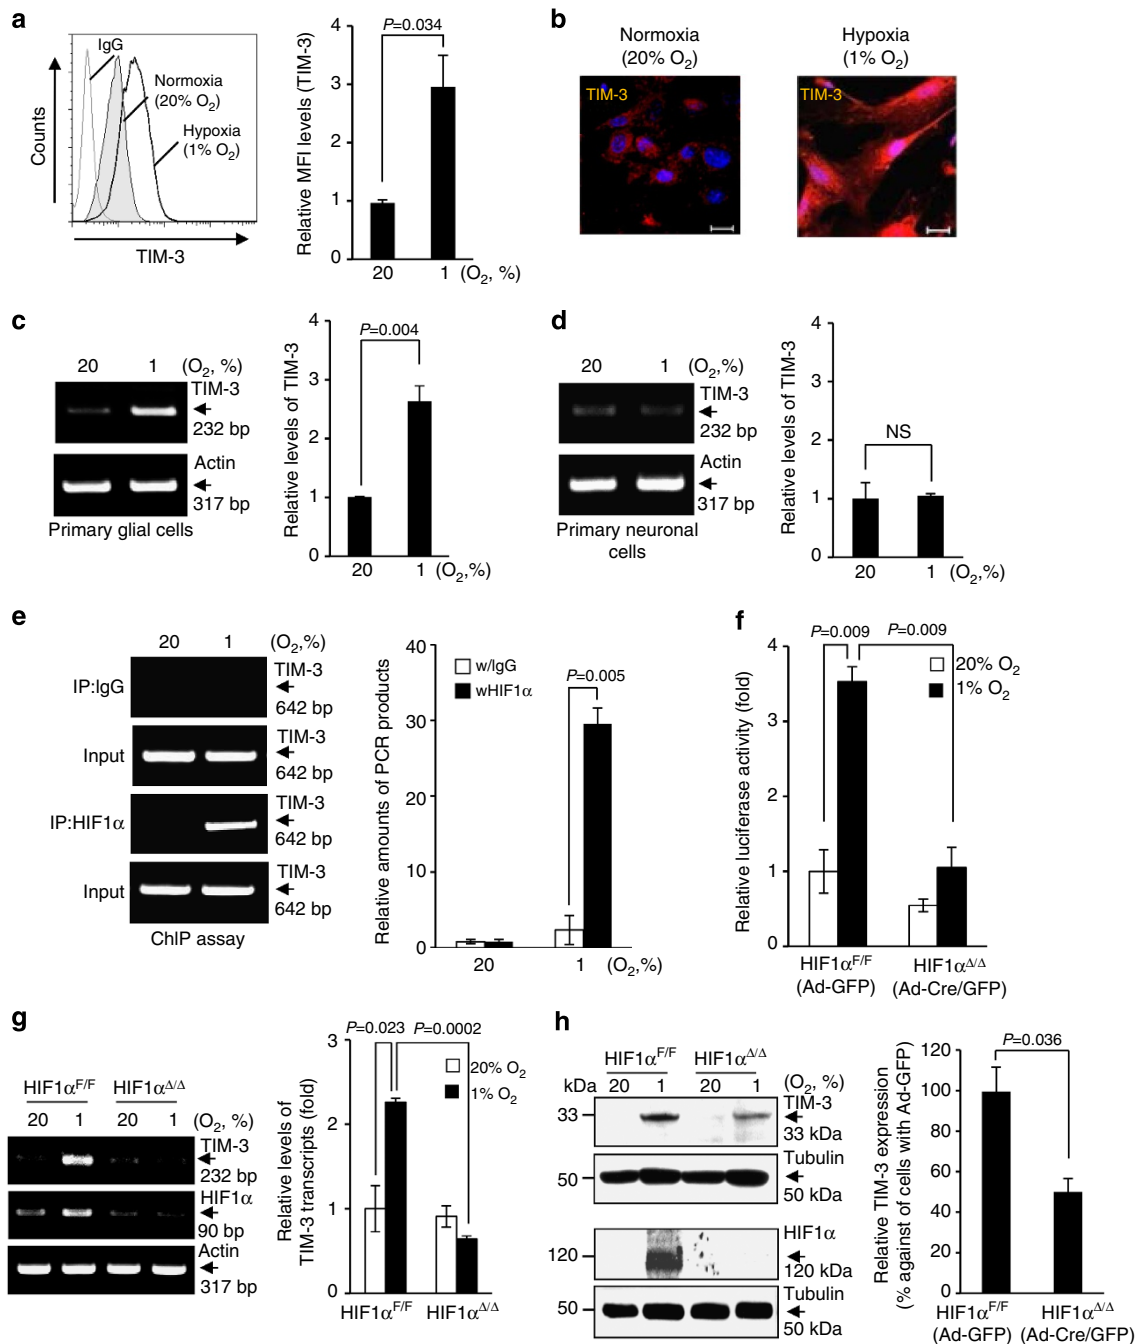 a
IgG
Normoxia
(20% O2)
Hypoxia
(1% O2)
Counts
TIM-3
Relative MFI levels (TIM-3)
P=0.034
4
3
2
1
0
20 1 (O2, %)
b
Normoxia
(20% O2)
Hypoxia
(1% O2)
TIM-3
TIM-3
c
20 1 (O2, %)
TIM-3
232 bp
Actin
317 bp
Primary glial cells
Relative levels of TIM-3
P=0.004
4
3
2
1
0
20 1 (O2,%)
d
20 1 (O2, %)
TIM-3
232 bp
Actin
317 bp
Primary neuronal
cells
Relative levels of TIM-3
NS
4
3
2
1
0
20 1 (O2,%)
e
20 1 (O2,%)
IP:IgG
TIM-3
642 bp
Input
TIM-3
642 bp
IP:HIF1α
TIM-3
642 bp
Input
TIM-3
642 bp
ChIP assay
Relative amounts of PCR products
w/IgG
wHIF1α
P=0.005
40
30
20
10
0
20 1 (O2,%)
f
P=0.009 P=0.009
20% O2
1% O2
Relative luciferase activity (fold)
4
3
2
1
0
HIF1αF/F HIF1αΔ/Δ
(Ad-GFP) (Ad-Cre/GFP)
g
HIF1αF/F HIF1αΔ/Δ
20 1 20 1 (O2, %)
TIM-3
232 bp
HIF1α
90 bp
Actin
317 bp
Relative levels of
TIM-3 transcripts (fold)
P=0.023 P=0.0002
20% O2
1% O2
3
2
1
0
HIF1αF/F HIF1αΔ/Δ
h
HIF1αF/F HIF1αΔ/Δ
kDa 20 1 20 1 (O2, %)
33
TIM-3
33 kDa
50
Tubulin
50 kDa
120
HIF1α
120 kDa
50
Tubulin
50 kDa
Relative TIM-3 expression
(% against of cells with Ad-GFP)
P=0.036
120
100
80
60
40
20
0
HIF1αF/F HIF1αΔ/Δ
(Ad-GFP) (Ad-Cre/GFP)